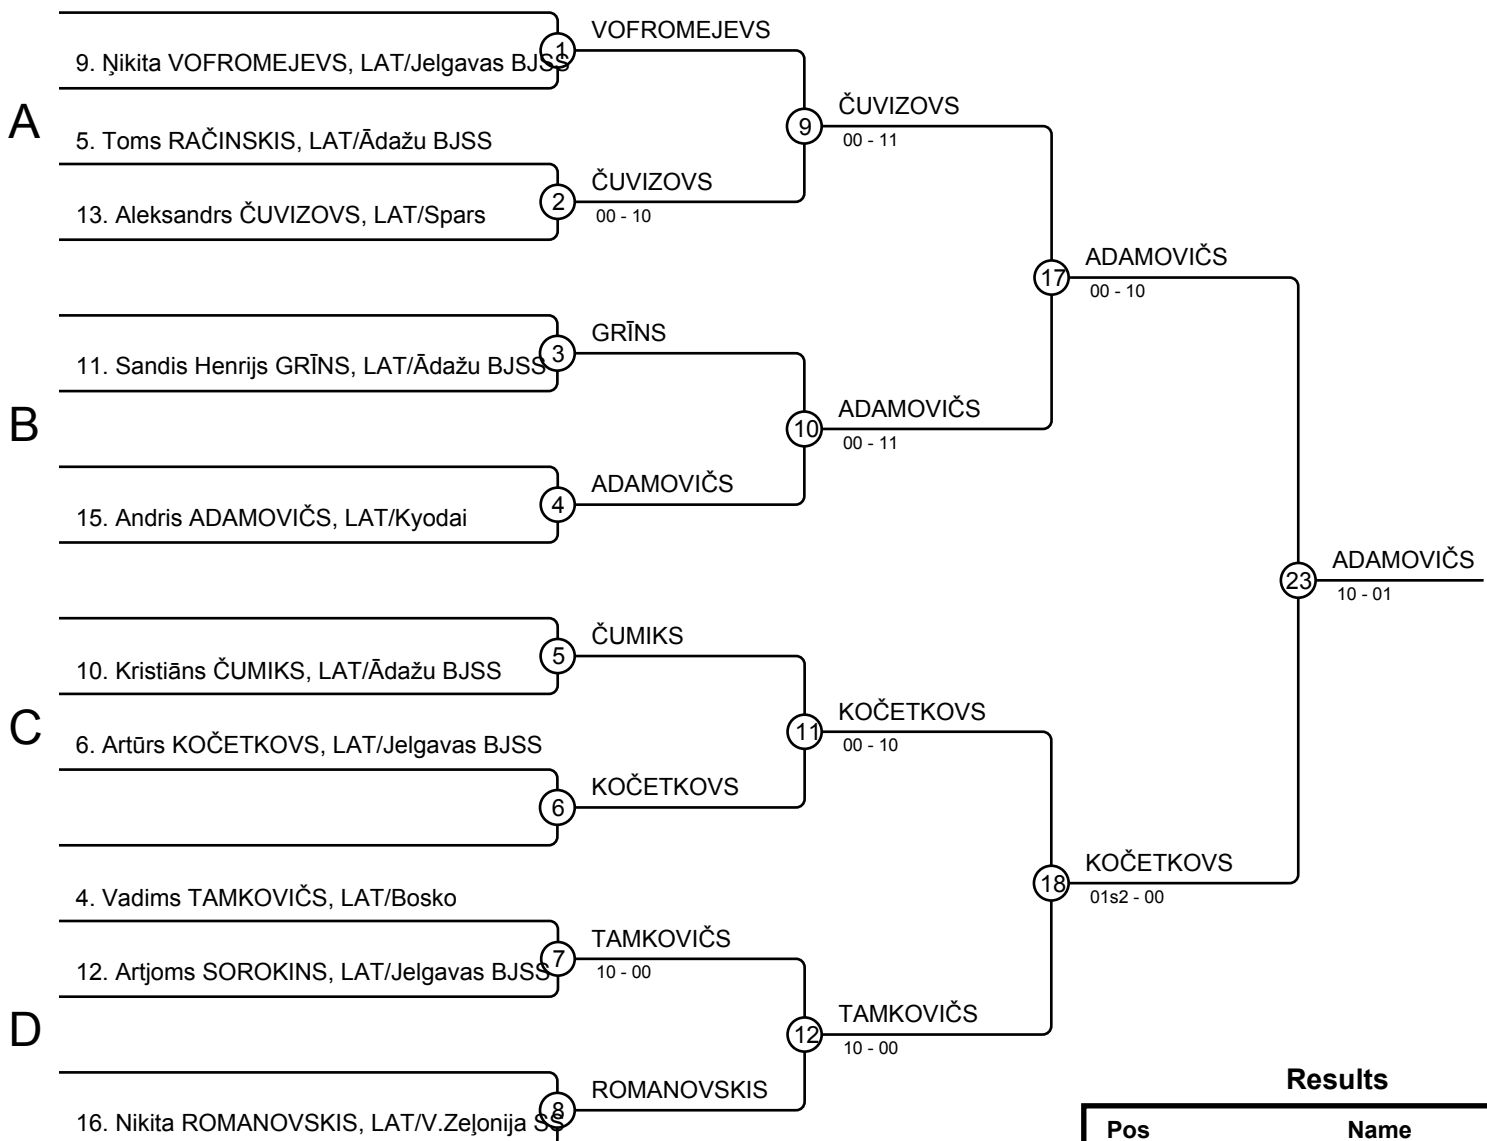 VOFROMEJEVS
9. Ņikita VOFROMEJEVS, LAT/Jelgavas BJSS
1
A
ČUVIZOVS
9
00 - 11
5. Toms RAČINSKIS, LAT/Ādažu BJSS
ČUVIZOVS
2
00 - 10
13. Aleksandrs ČUVIZOVS, LAT/Spars
ADAMOVIČS
17
00 - 10
GRĪNS
3
11. Sandis Henrijs GRĪNS, LAT/Ādažu BJSS
B
ADAMOVIČS
10
00 - 11
ADAMOVIČS
4
15. Andris ADAMOVIČS, LAT/Kyodai
ADAMOVIČS
23
10 - 01
ČUMIKS
5
10. Kristiāns ČUMIKS, LAT/Ādažu BJSS
C
KOČETKOVS
11
00 - 10
6. Artūrs KOČETKOVS, LAT/Jelgavas BJSS
KOČETKOVS
6
KOČETKOVS
18
01s2 - 00
4. Vadims TAMKOVIČS, LAT/Bosko
TAMKOVIČS
7
10 - 00
12. Artjoms SOROKINS, LAT/Jelgavas BJSS
D
TAMKOVIČS
12
10 - 00
ROMANOVSKIS
8
16. Nikita ROMANOVSKIS, LAT/V.Zeļonija SS
Results
Pos Name